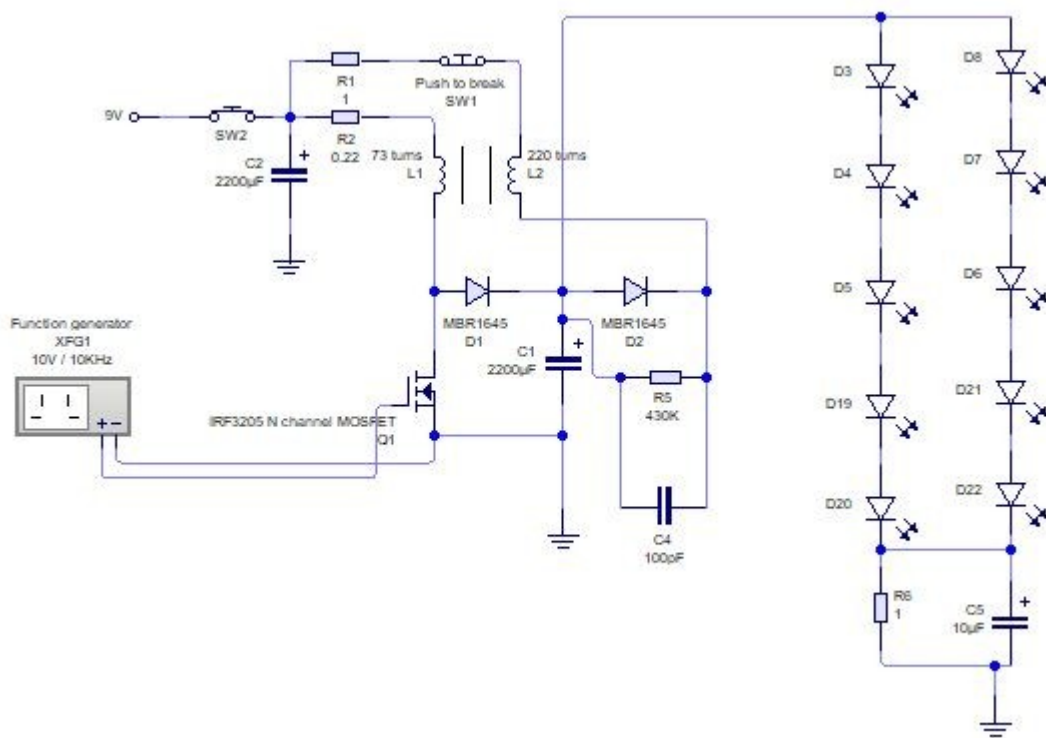 9V
SW2
R1
1
Push to break
SW1
R2
0.22
C2
+
2200µF
73 turns
L1
220 turns
L2
MBR1645
D1
MBR1645
D2
C1
+
2200µF
R5
430K
C4
100pF
Function generator
XFG1
10V / 10KHz
+ −
IRF3205 N channel MOSFET
Q1
D3
D4
D5
D19
D20
D8
D7
D6
D21
D22
R6
1
C5
+
10µF